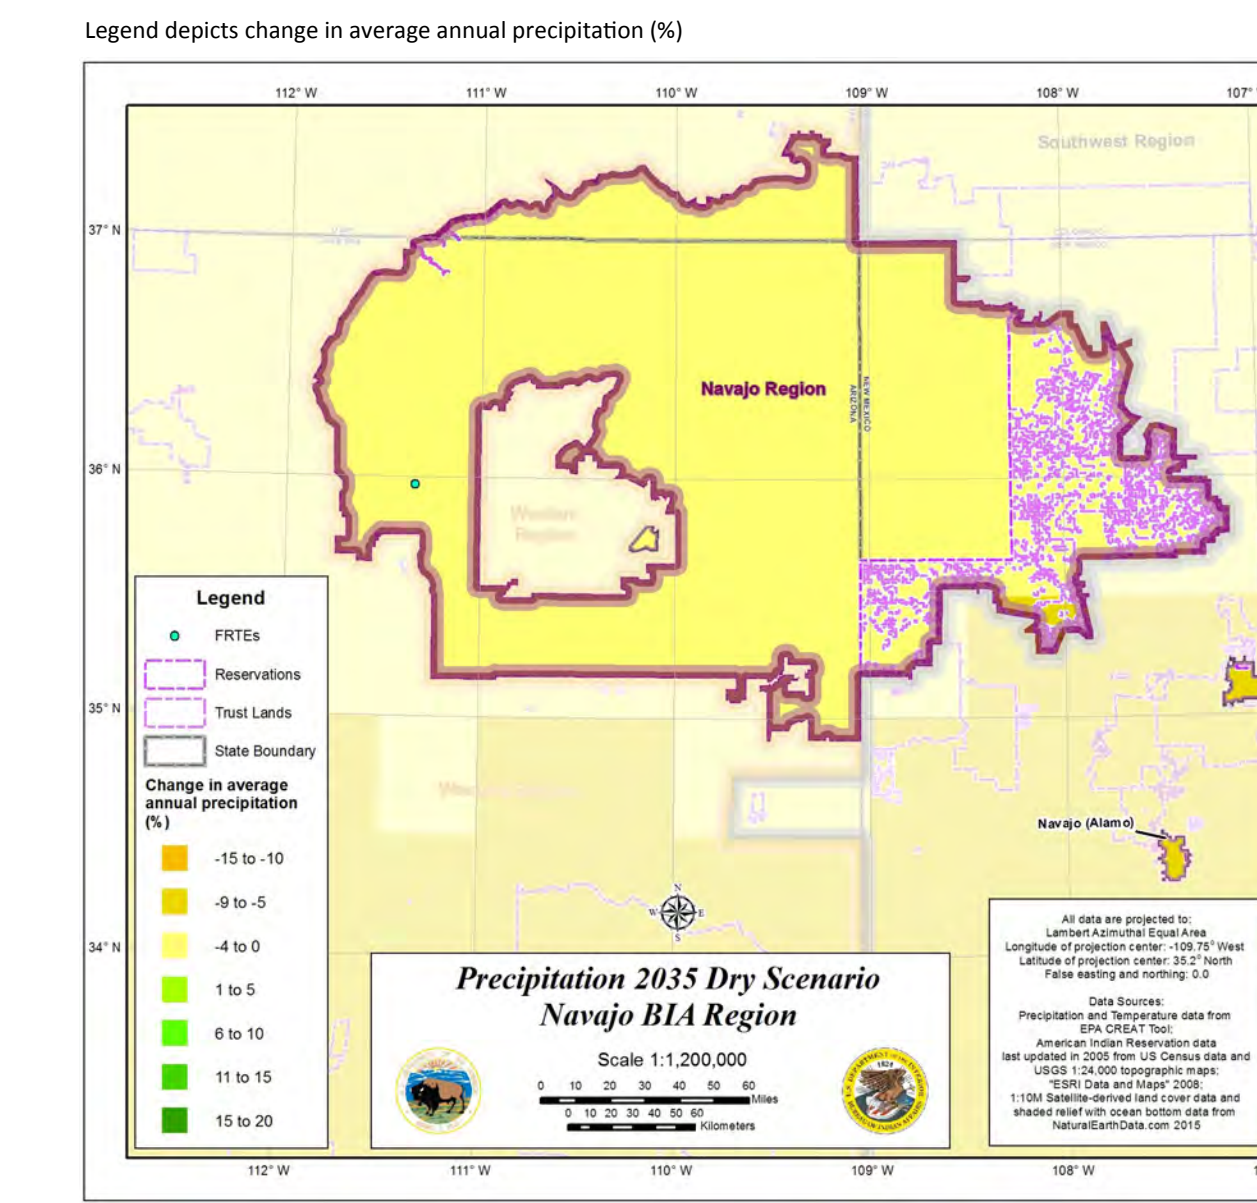 Legend depicts change in average annual precipitation (%)
112° W 111° W 110° W 109° W 108° W 107°
Southwest Region
37° N
COLORADO
NEW MEXICO
Navajo Region
NEW MEXICO
ARIZONA
36° N
Western
Region
Legend
FRTEs
Reservations
Trust Lands
State Boundary
Change in average
annual precipitation
(%)
-15 to -10
-9 to -5
-4 to 0
1 to 5
6 to 10
11 to 15
15 to 20
35° N
Navajo (Alamo)
N
W E
S
34° N
Precipitation 2035 Dry Scenario
Navajo BIA Region
Scale 1:1,200,000
0 10 20 30 40 50 60
Miles
0 10 20 30 40 50 60
Kilometers
All data are projected to:
Lambert Azimuthal Equal Area
Longitude of projection center: -109.75° West
Latitude of projection center: 35.2° North
False easting and northing: 0.0
Data Sources:
Precipitation and Temperature data from
EPA CREAT Tool;
American Indian Reservation data
last updated in 2005 from US Census data and
USGS 1:24,000 topographic maps;
"ESRI Data and Maps" 2008;
1:10M Satellite-derived land cover data and
shaded relief with ocean bottom data from
NaturalEarthData.com 2015
112° W 111° W 110° W 109° W 108° W